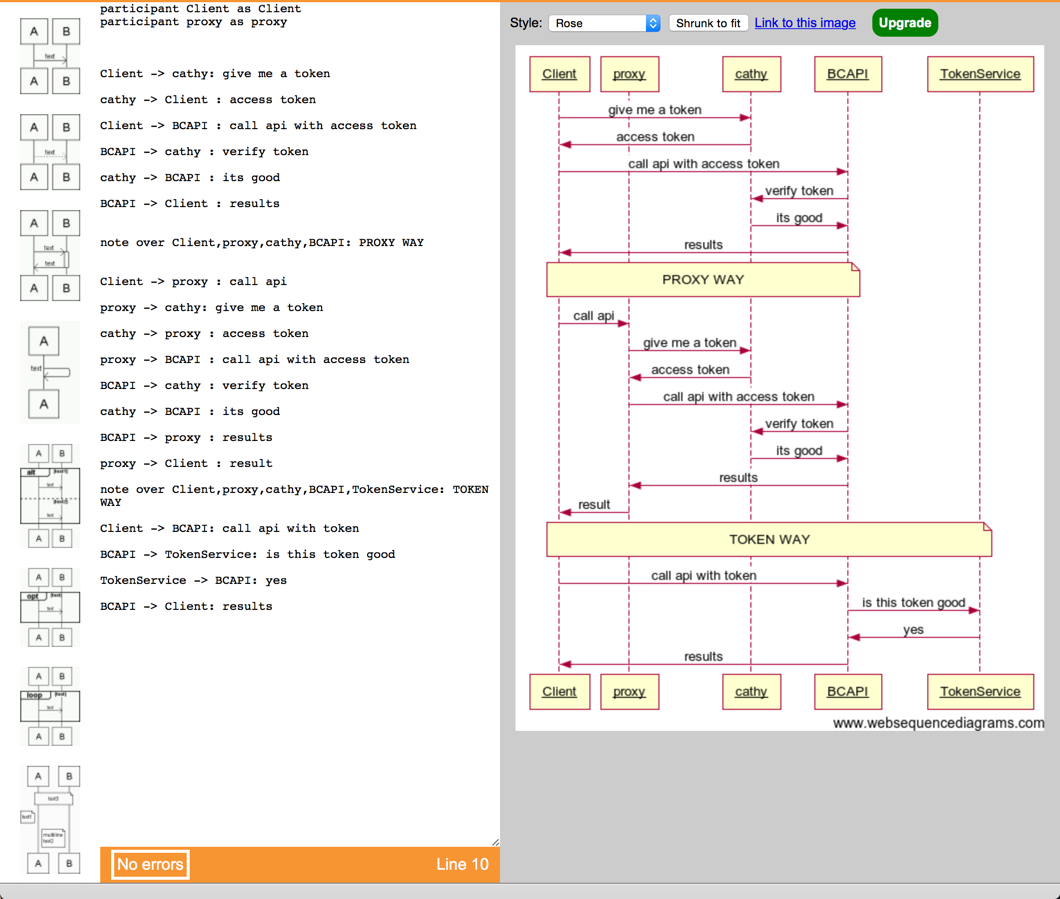 participant Client as Client
participant proxy as proxy
Client -> cathy: give me a token
cathy -> Client : access token
Client -> BCAPI : call api with access token
BCAPI -> cathy : verify token
cathy -> BCAPI : its good
BCAPI -> Client : results
note over Client,proxy,cathy,BCAPI: PROXY WAY
Client -> proxy : call api
proxy -> cathy: give me a token
cathy -> proxy : access token
proxy -> BCAPI : call api with access token
BCAPI -> cathy : verify token
cathy -> BCAPI : its good
BCAPI -> proxy : results
proxy -> Client : result
note over Client,proxy,cathy,BCAPI,TokenService: TOKEN
WAY
Client -> BCAPI: call api with token
BCAPI -> TokenService: is this token good
TokenService -> BCAPI: yes
BCAPI -> Client: results
No errors Line 10
A B
text
A B
A B
text
A B
A B
text
text
A B
A
text
A
A B
alt [text1]
text
[text2]
text
A B
A B
opt [text]
text
A B
A B
loop [text]
text
A B
A B
text3
text1
multiline
text2
A B
Style: Rose Shrunk to fit Link to this image Upgrade
Client proxy cathy BCAPI TokenService
give me a token
access token
call api with access token
verify token
its good
results
PROXY WAY
call api
give me a token
access token
call api with access token
verify token
its good
results
result
TOKEN WAY
call api with token
is this token good
yes
results
Client proxy cathy BCAPI TokenService
www.websequencediagrams.com